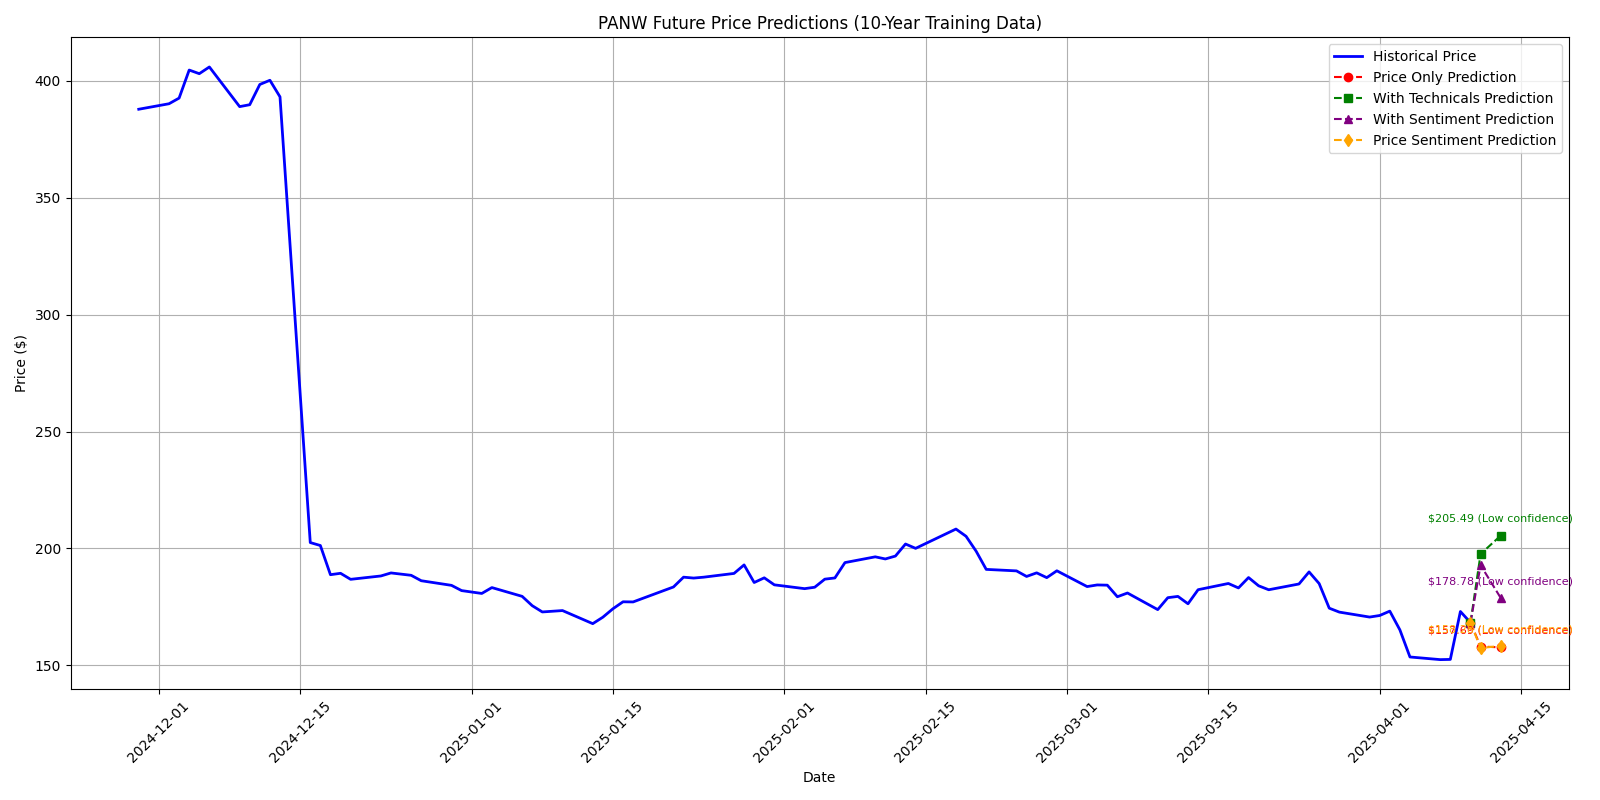 PANW Future Price Predictions (10-Year Training Data)
Historical Price
Price Only Prediction
With Technicals Prediction
With Sentiment Prediction
Price Sentiment Prediction
Price ($)
400
350
300
250
200
150
$205.49 (Low confidence)
$178.78 (Low confidence)
(Low confidence)
2024-12-01
2024-12-15
2025-01-01
2025-01-15
2025-02-01
2025-02-15
2025-03-01
2025-03-15
2025-04-01
2025-04-15
Date